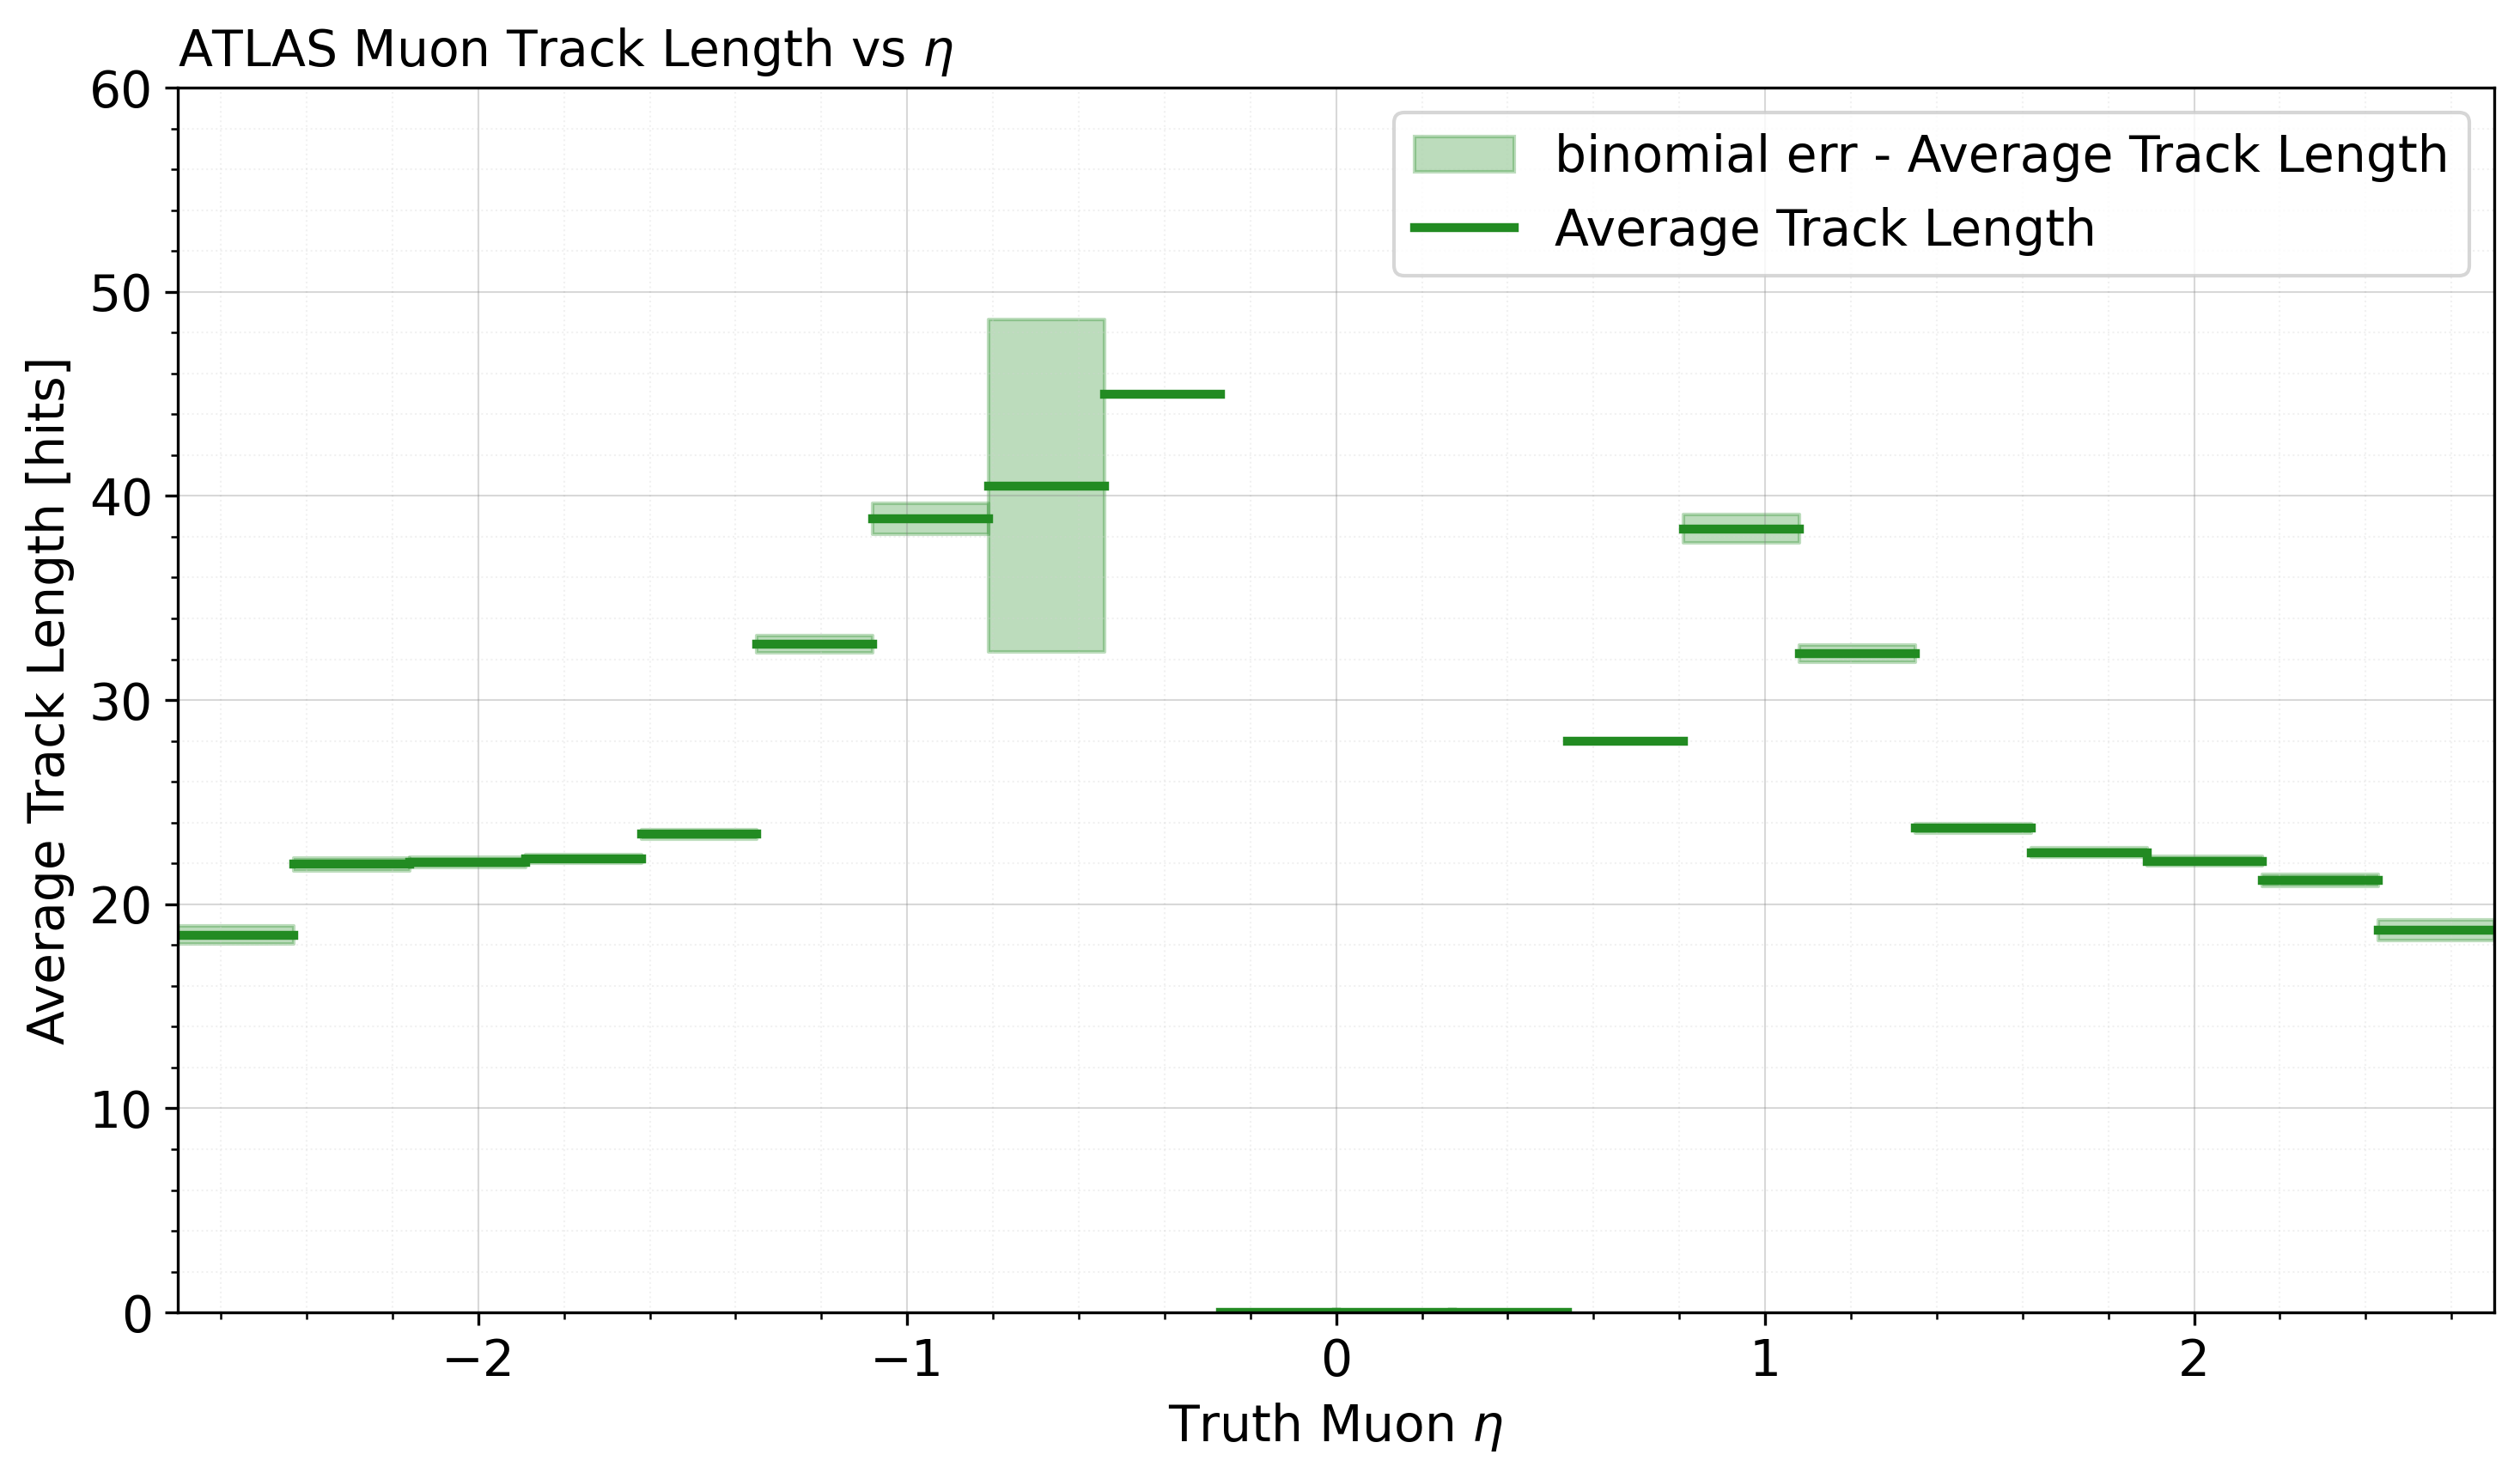 ATLAS Muon Track Length vs η
60
50
40
30
20
10
0
Average Track Length [hits]
binomial err - Average Track Length
Average Track Length
−2
−1
0
1
2
Truth Muon η